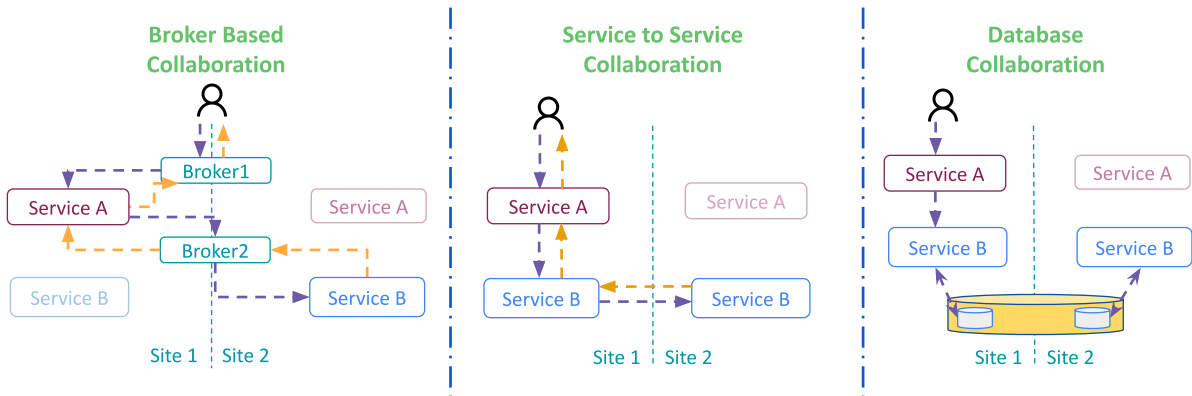 Broker Based
Collaboration
Broker1
Service A
Service A
Broker2
Service B
Service B
Site 1
Site 2
Service to Service
Collaboration
Service A
Service A
Service B
Service B
Site 1
Site 2
Database
Collaboration
Service A
Service A
Service B
Service B
Site 1
Site 2